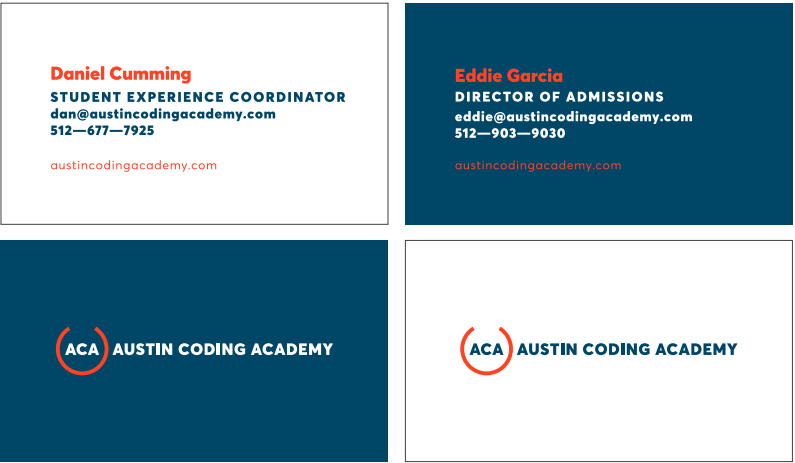 Daniel Cumming
STUDENT EXPERIENCE COORDINATOR
dan@austincodingacademy.com
512—677—7925
austincodingacademy.com
Eddie Garcia
DIRECTOR OF ADMISSIONS
eddie@austincodingacademy.com
512—903—9030
austincodingacademy.com
ACA AUSTIN CODING ACADEMY
ACA AUSTIN CODING ACADEMY